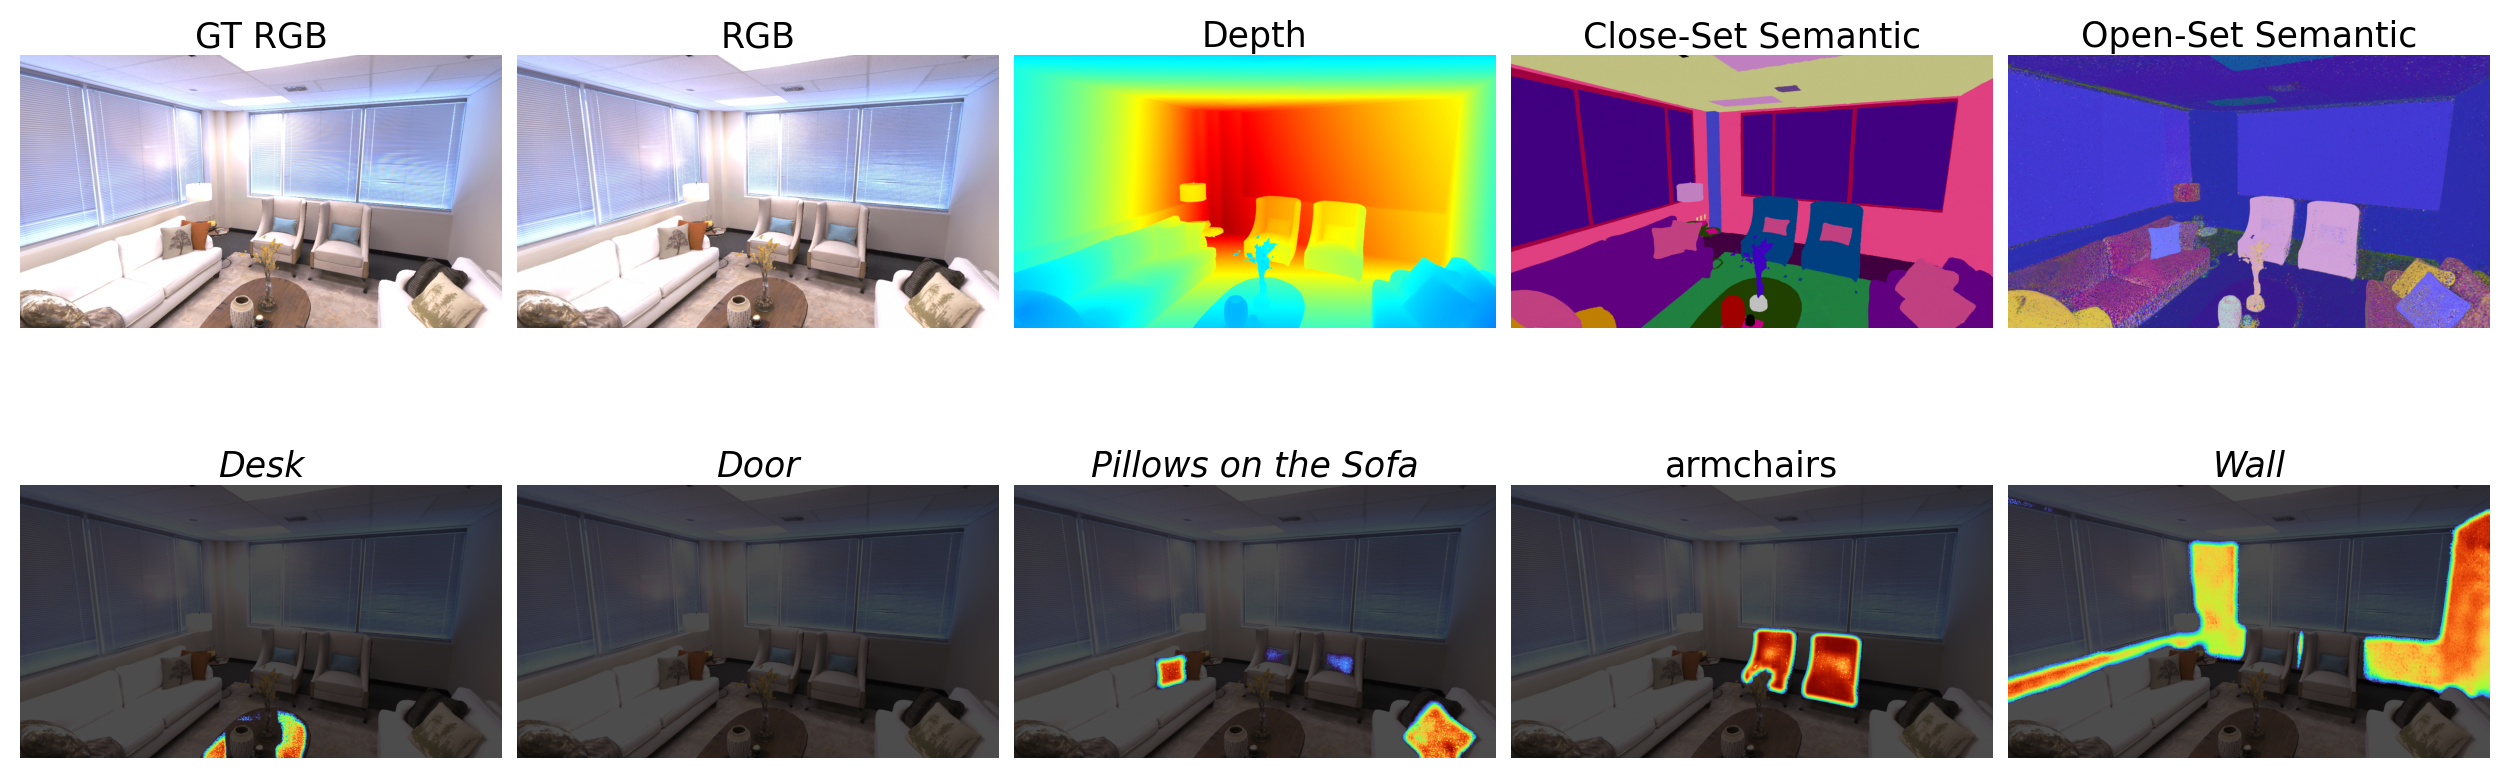 GT RGB
RGB
Depth
Close-Set Semantic
Open-Set Semantic
Desk
Door
Pillows on the Sofa
armchairs
Wall